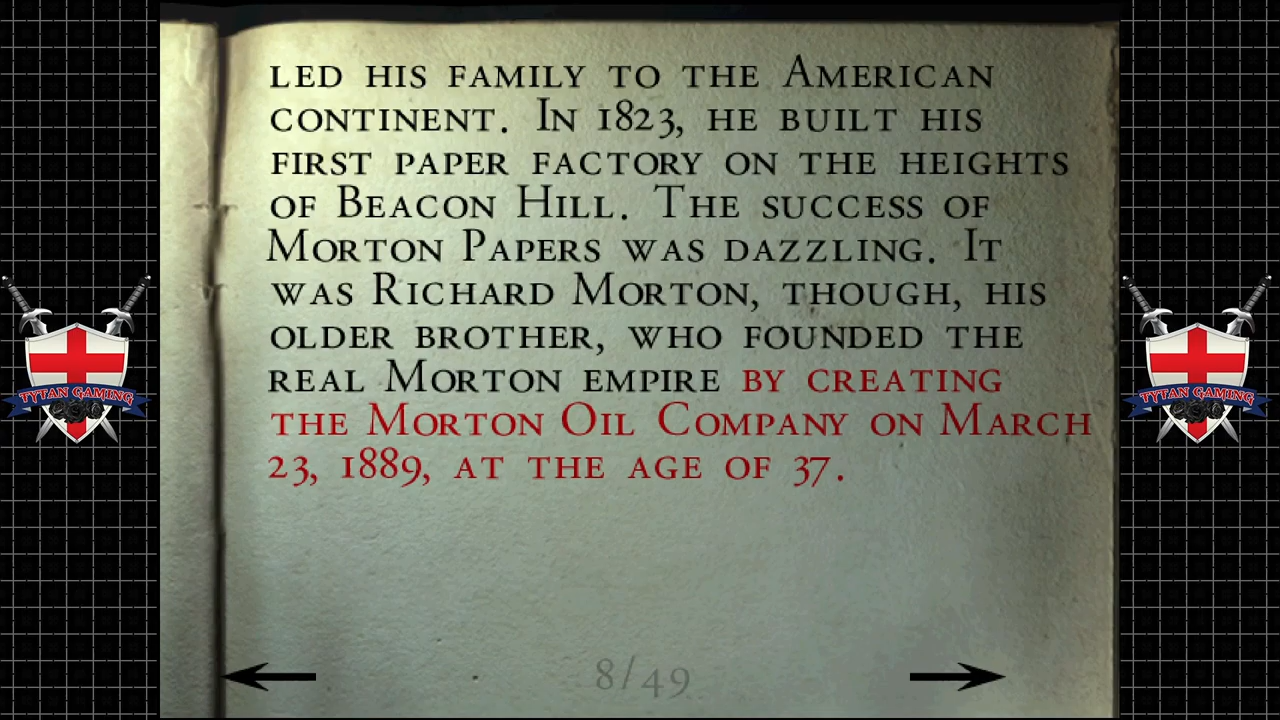 led his family to the American
continent. In 1823, he built his
first paper factory on the heights
of Beacon Hill. The success of
Morton Papers was dazzling. It
was Richard Morton, though, his
older brother, who founded the
real Morton empire by creating
the Morton Oil Company on March
23, 1889, at the age of 37.
8/49
TYTAN GAMING
TYTAN GAMING